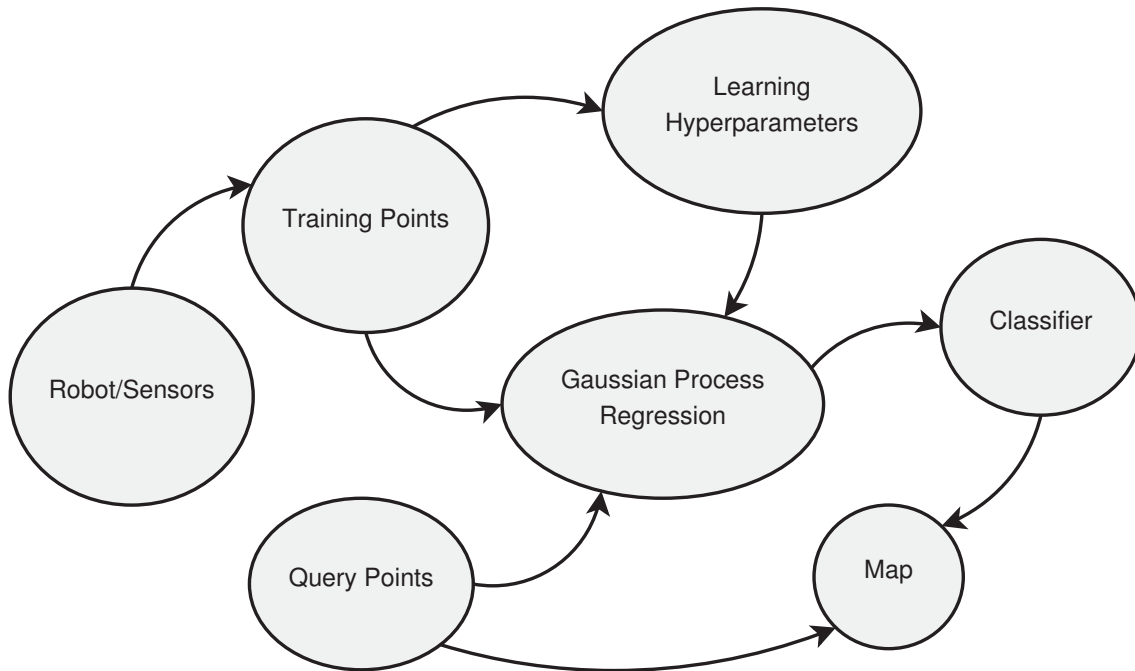 Learning
Hyperparameters
Training Points
Classifier
Robot/Sensors
Gaussian Process
Regression
Query Points
Map